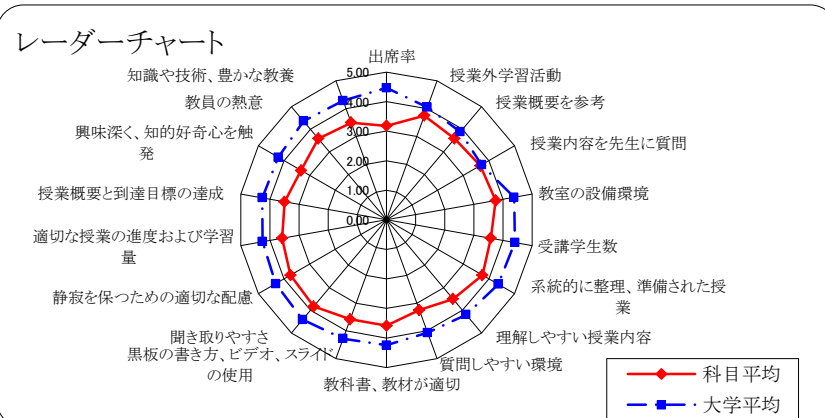 レーダーチャート
出席率
授業外学習活動
授業概要を参考
授業内容を先生に質問
教室の設備環境
受講学生数
系統的に整理、準備された授
業
理解しやすい授業内容
質問しやすい環境
教科書、教材が適切
黒板の書き方、ビデオ、スライド
の使用
聞き取りやすさ
静寂を保つための適切な配慮
適切な授業の進度および学習
量
授業概要と到達目標の達成
興味深く、知的好奇心を触
発
教員の熱意
知識や技術、豊かな教養
5.00
4.00
3.00
2.00
1.00
0.00
科目平均
大学平均